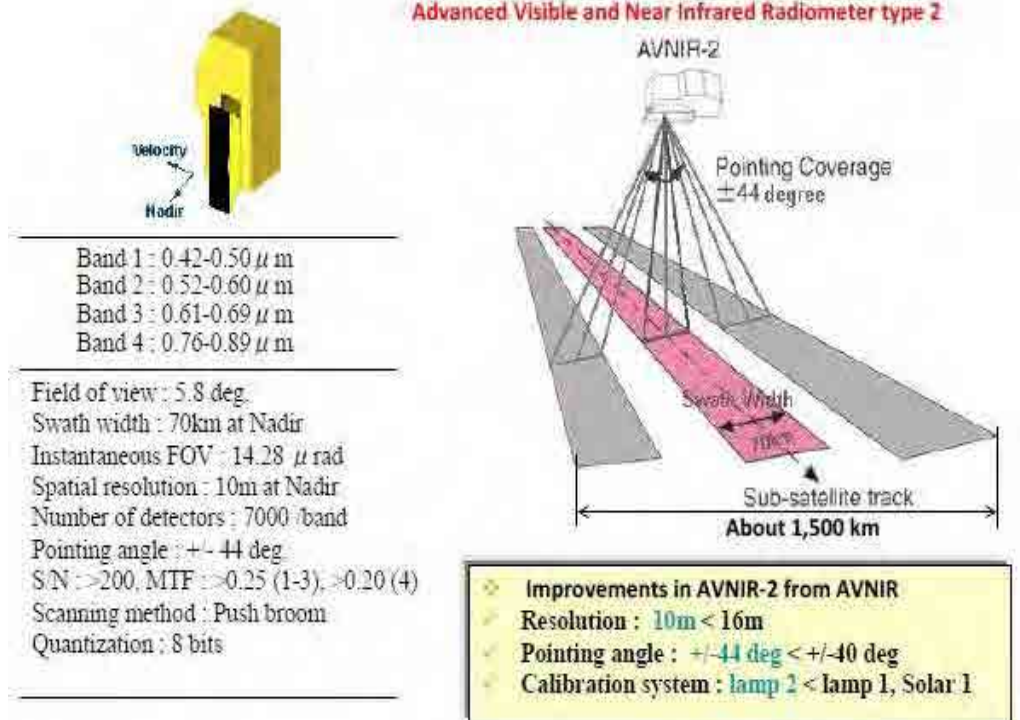 Advanced Visible and Near Infrared Radiometer type 2
AVNIR-2
Velocity
Nadir
Pointing Coverage
±44 degree
Band 1 : 0.42-0.50 μ m
Band 2 : 0.52-0.60 μ m
Band 3 : 0.61-0.69 μ m
Band 4 : 0.76-0.89 μ m
Field of view : 5.8 deg.
Swath width : 70km at Nadir
Instantaneous FOV : 14.28 μ rad
Spatial resolution : 10m at Nadir
Number of detectors : 7000 /band
Pointing angle : +/- 44 deg.
S/N : >200, MTF : >0.25 (1-3), >0.20 (4)
Scanning method : Push broom
Quantization : 8 bits
Swath Width
70km
Sub-satellite track
About 1,500 km
Improvements in AVNIR-2 from AVNIR
Resolution : 10m < 16m
Pointing angle : +/-44 deg < +/-40 deg
Calibration system : lamp 2 < lamp 1, Solar 1